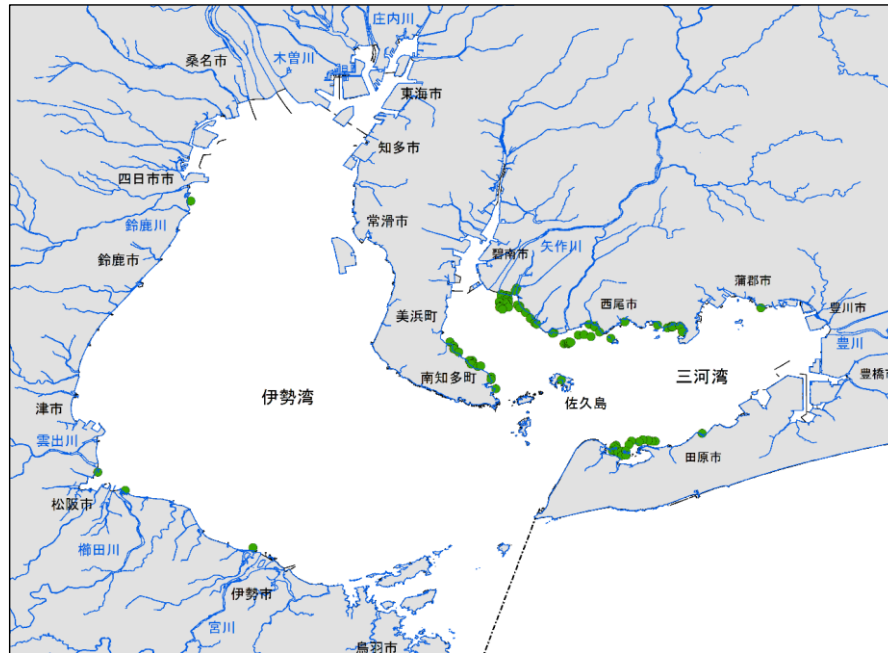 庄内川
木曽川
桑名市
東海市
知多市
四日市市
常滑市
鈴鹿川
碧南市
矢作川
鈴鹿市
蒲郡市
西尾市
豊川市
美浜町
豊川
南知多町
三河湾
豊橋市
伊勢湾
佐久島
津市
雲出川
田原市
松阪市
櫛田川
伊勢市
宮川
鳥羽市